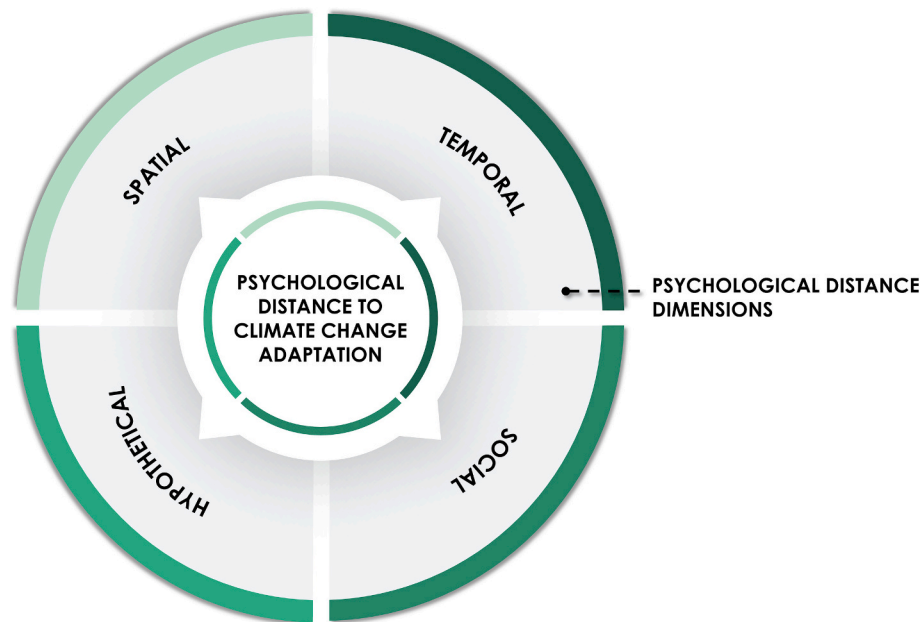 SPATIAL
TEMPORAL
PSYCHOLOGICAL
DISTANCE TO
CLIMATE CHANGE
ADAPTATION
PSYCHOLOGICAL DISTANCE
DIMENSIONS
HYPOTHETICAL
SOCIAL